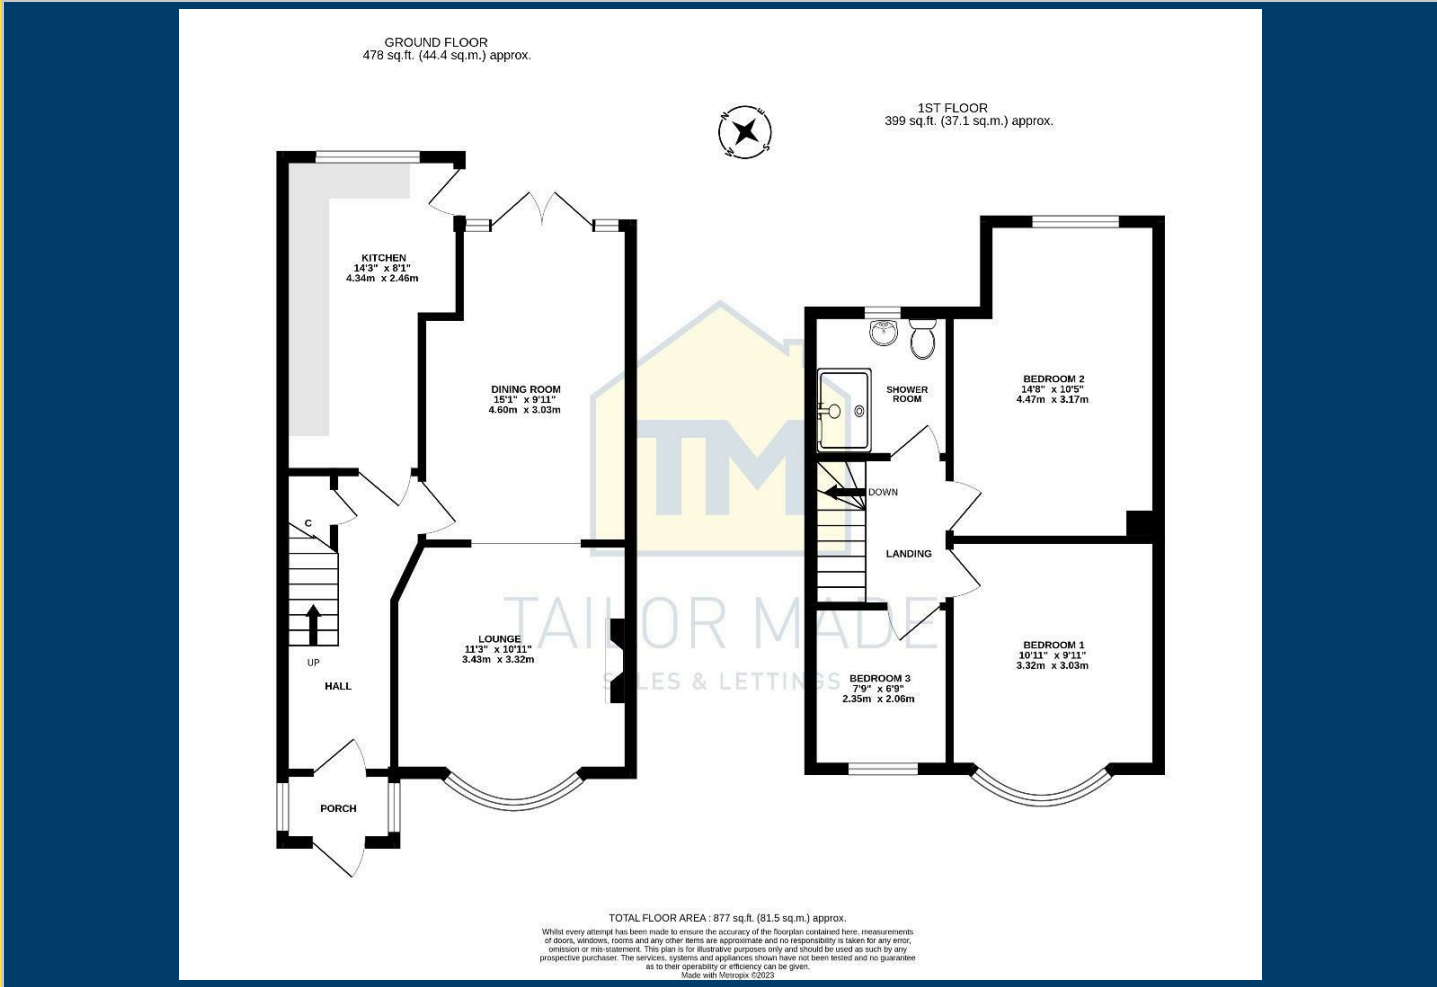 GROUND FLOOR
478 sq.ft. (44.4 sq.m.) approx.
1ST FLOOR
399 sq.ft. (37.1 sq.m.) approx.
N
E
S
W
KITCHEN
14'3" x 8'1"
4.34m x 2.46m
DINING ROOM
15'1" x 9'11"
4.60m x 3.03m
C
UP
HALL
LOUNGE
11'3" x 10'11"
3.43m x 3.32m
PORCH
SHOWER
ROOM
BEDROOM 2
14'8" x 10'5"
4.47m x 3.17m
DOWN
LANDING
BEDROOM 3
7'9" x 6'9"
2.35m x 2.06m
BEDROOM 1
10'11" x 9'11"
3.32m x 3.03m
TM
TAILOR MADE
SALES & LETTINGS
TOTAL FLOOR AREA : 877 sq.ft. (81.5 sq.m.) approx.
Whilst every attempt has been made to ensure the accuracy of the floorplan contained here, measurements
of doors, windows, rooms and any other items are approximate and no responsibility is taken for any error,
omission or mis-statement. This plan is for illustrative purposes only and should be used as such by any
prospective purchaser. The services, systems and appliances shown have not been tested and no guarantee
as to their operability or efficiency can be given.
Made with Metropix ©2023